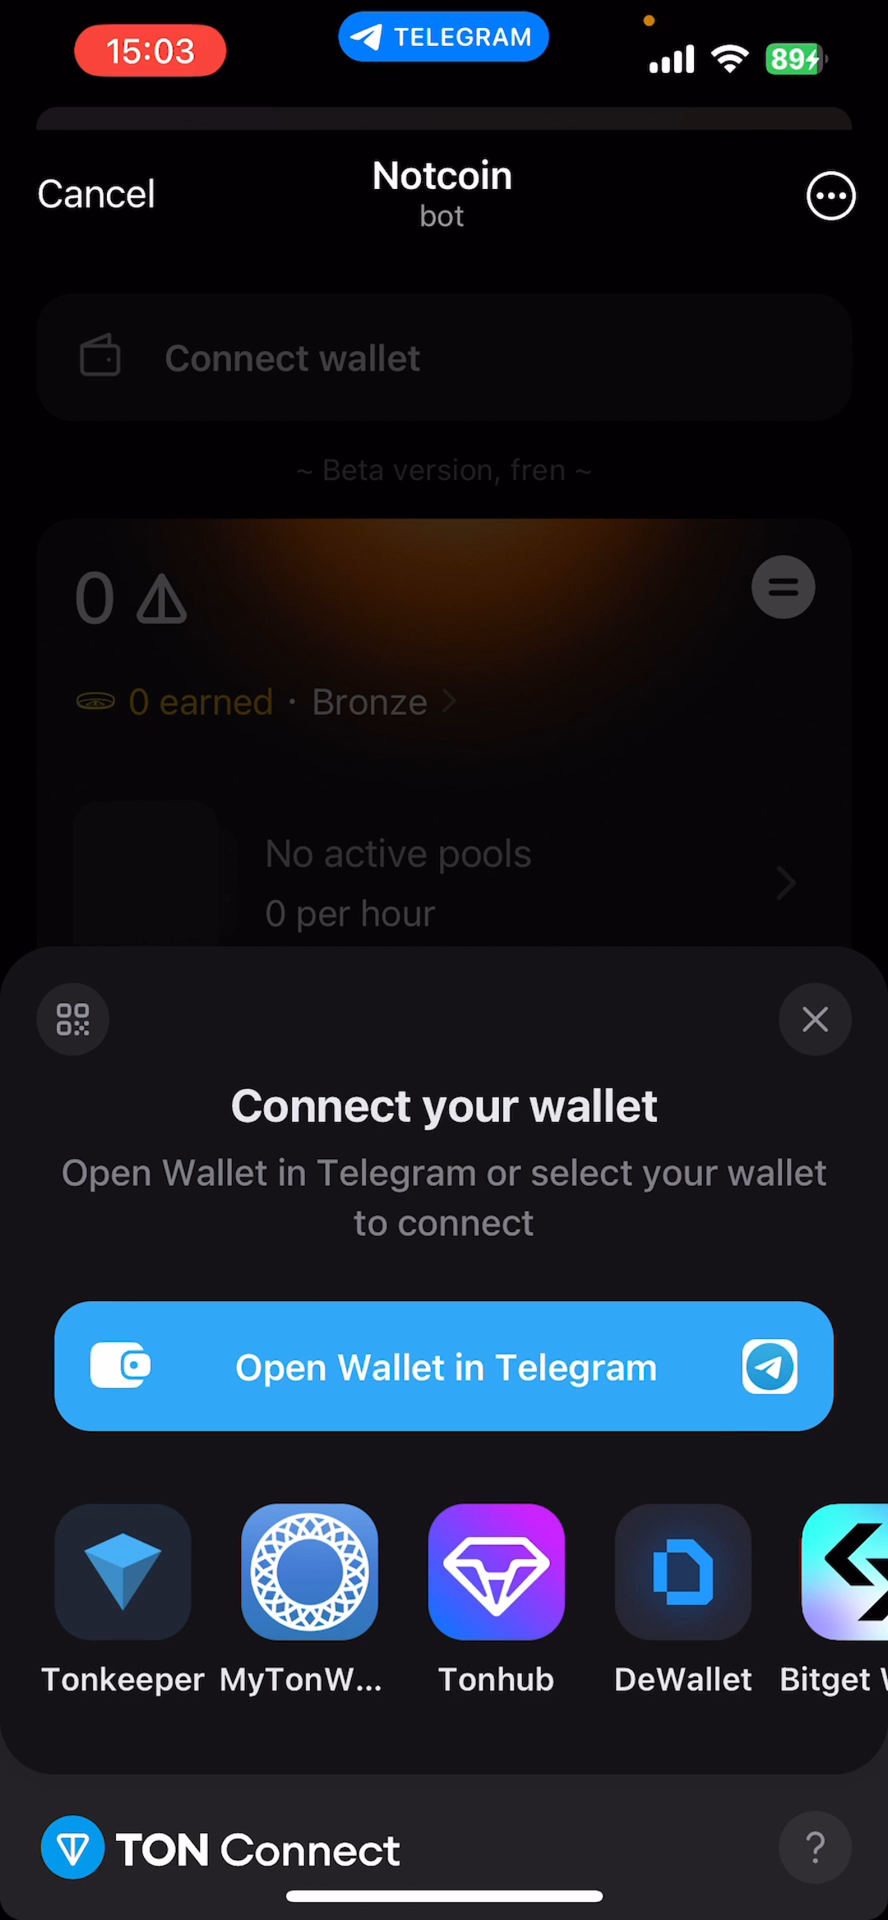 15:03
TELEGRAM
89
Cancel
Notcoin
bot
Connect wallet
~ Beta version, fren ~
0
0 earned · Bronze
No active pools
0 per hour
Connect your wallet
Open Wallet in Telegram or select your wallet
to connect
Open Wallet in Telegram
Tonkeeper MyTonW... Tonhub DeWallet Bitget
TON Connect
?